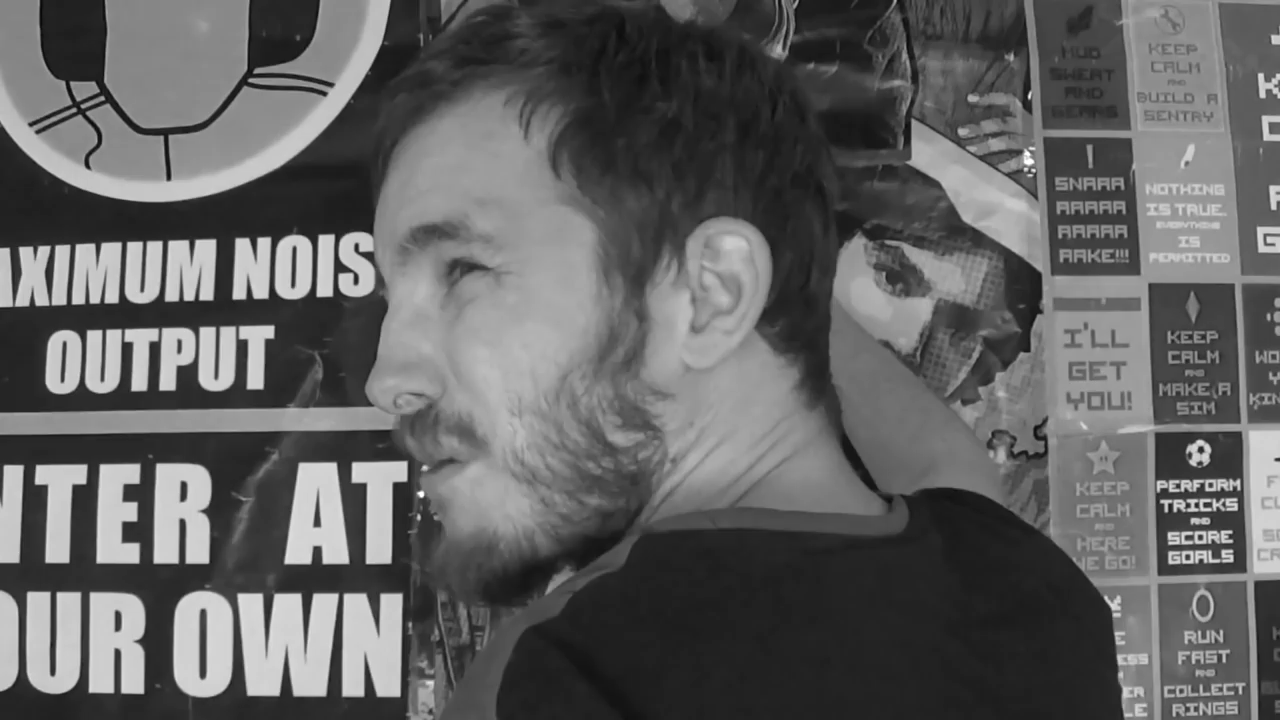 AXIMUM NOIS
OUTPUT
NTER AT
OUR OWN
MUD
SWEAT
AND
GEARS
KEEP
CALM
AND
BUILD A
SENTRY
!
SNAAA
AAAAA
AAAAA
AAKE!!!
NOTHING
IS TRUE
EVERYTHING
IS
PERMITTED
I'LL
GET
YOU!
KEEP
CALM
AND
MAKE A
SIM
KEEP
CALM
AND
HERE
WE GO!
PERFORM
TRICKS
AND
SCORE
GOALS
RUN
FAST
AND
COLLECT
RINGS